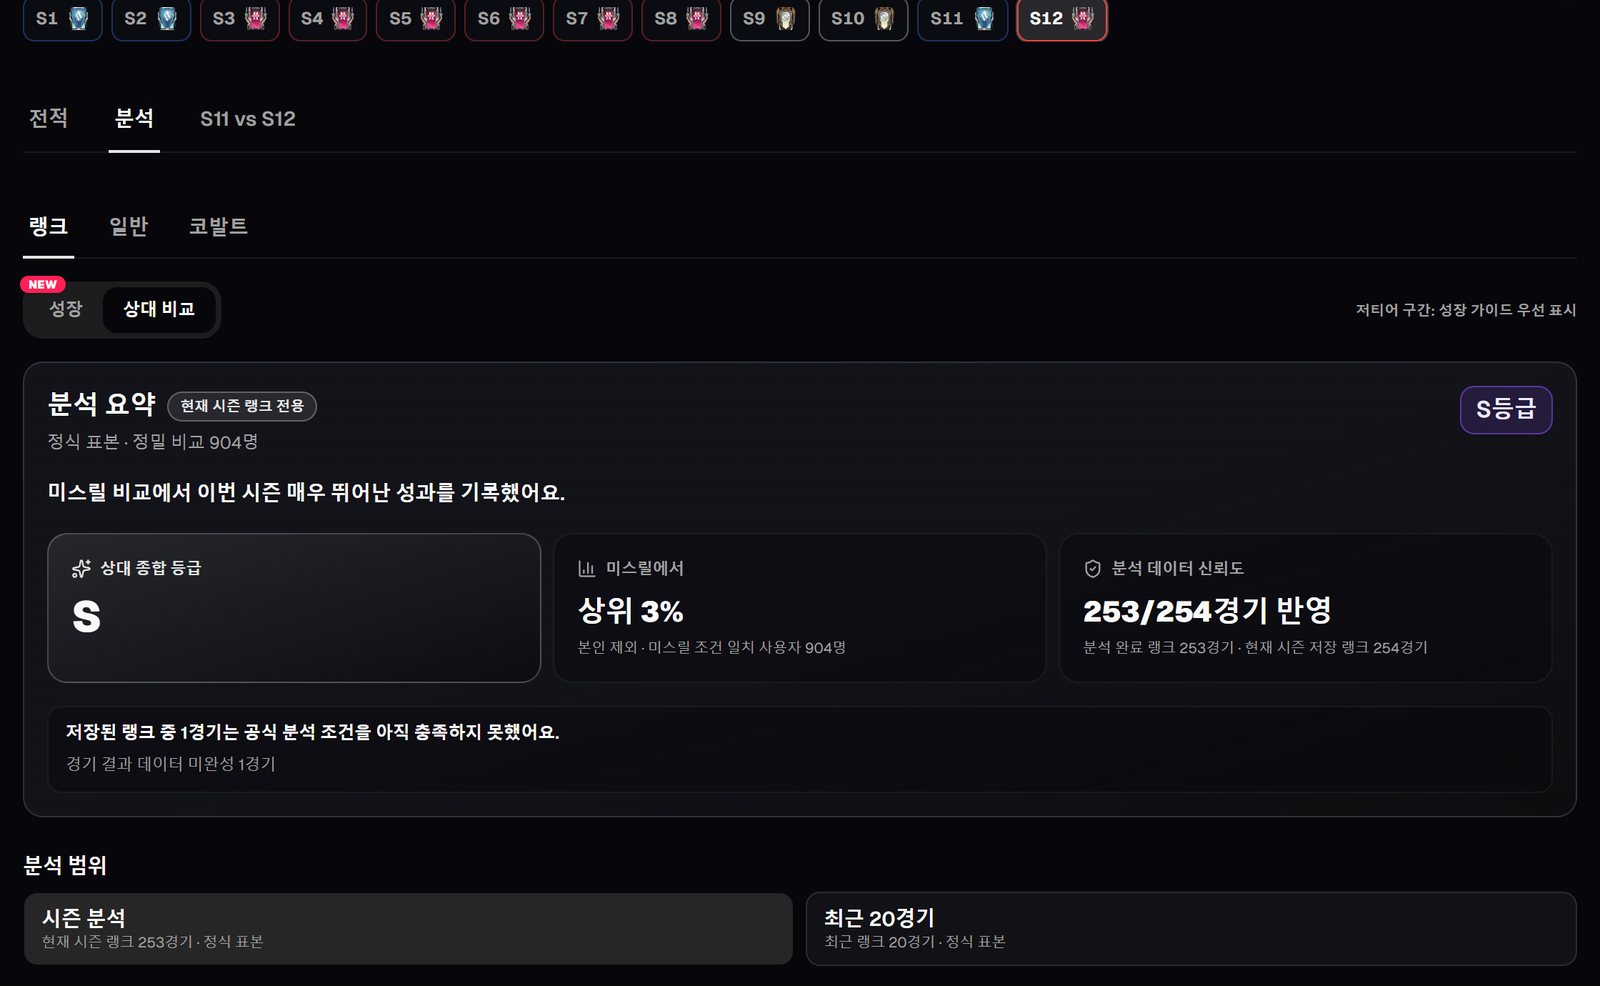 S1 S2 S3 S4 S5 S6 S7 S8 S9 S10 S11 S12
전적 분석 S11 vs S12
랭크 일반 코발트
NEW
성장 상대 비교 저티어 구간: 성장 가이드 우선 표시
분석 요약 현재 시즌 랭크 전용 S등급
정식 표본 · 정밀 비교 904명
미스릴 비교에서 이번 시즌 매우 뛰어난 성과를 기록했어요.
상대 종합 등급
S
미스릴에서
상위 3%
본인 제외 · 미스릴 조건 일치 사용자 904명
분석 데이터 신뢰도
253/254경기 반영
분석 완료 랭크 253경기 · 현재 시즌 저장 랭크 254경기
저장된 랭크 중 1경기는 공식 분석 조건을 아직 충족하지 못했어요.
경기 결과 데이터 미완성 1경기
분석 범위
시즌 분석
현재 시즌 랭크 253경기 · 정식 표본
최근 20경기
최근 랭크 20경기 · 정식 표본